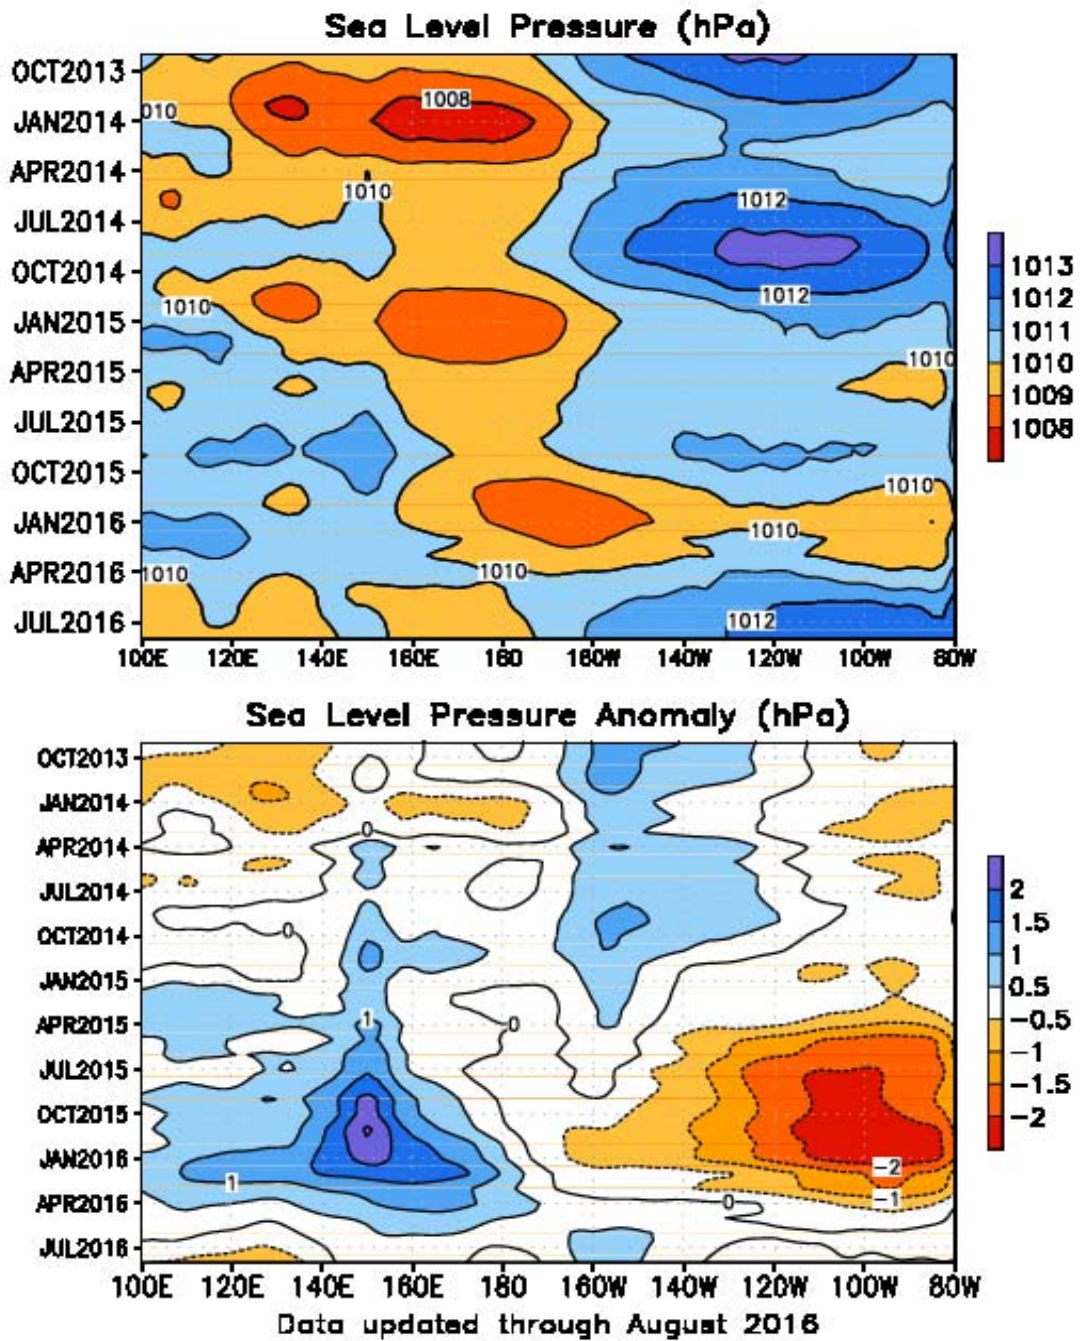 Sea Level Pressure (hPa)
OCT2013
JAN2014
APR2014
JUL2014
OCT2014
JAN2015
APR2015
JUL2015
OCT2015
JAN2016
APR2016
JUL2016
010
1008
1010
1012
1012
1010
1010
1010
1010
1010
1010
1012
1013
1012
1011
1010
1009
1008
100E 120E 140E 160E 180 160W 140W 120W 100W 80W
Sea Level Pressure Anomaly (hPa)
OCT2013
JAN2014
APR2014
JUL2014
OCT2014
JAN2015
APR2015
JUL2015
OCT2015
JAN2016
APR2016
JUL2016
0
0
1
0
1
-2
-1
0
2
1.5
1
0.5
-0.5
-1
-1.5
-2
100E 120E 140E 160E 180 160W 140W 120W 100W 80W
Data updated through August 2016